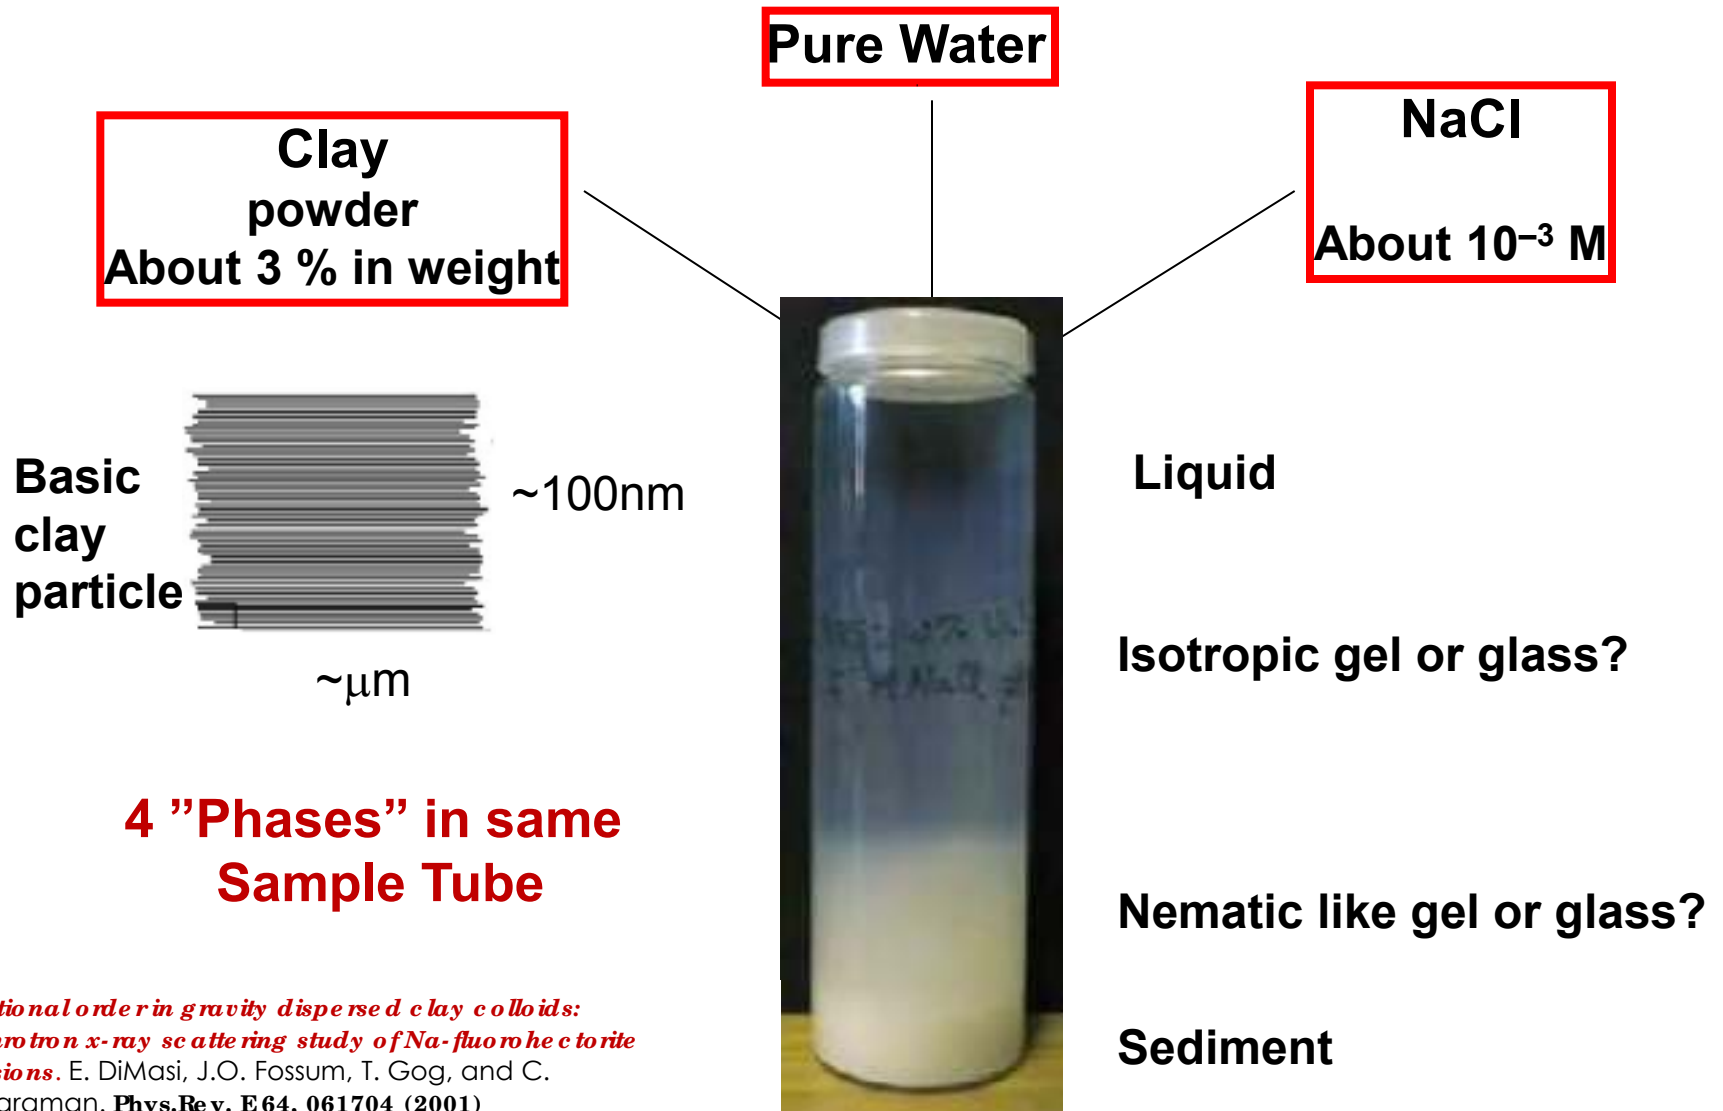 Pure Water
Clay
powder
About 3 % in weight
NaCl
About 10⁻³ M
Basic
clay
particle
~100nm
~μm
Liquid
Isotropic gel or glass?
4 ”Phases” in same
Sample Tube
Nematic like gel or glass?
Sediment
tional order in gravity dispersed clay colloids:
hrotron x-ray scattering study of Na-fluorohectorite
sions. E. DiMasi, J.O. Fossum, T. Gog, and C.
araman. Phys.Rev. E64, 061704 (2001)